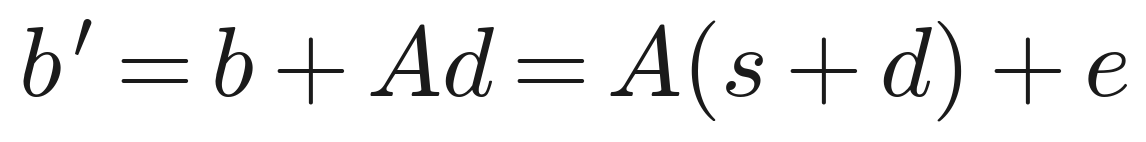 b′ = b + Ad = A(s + d) + e